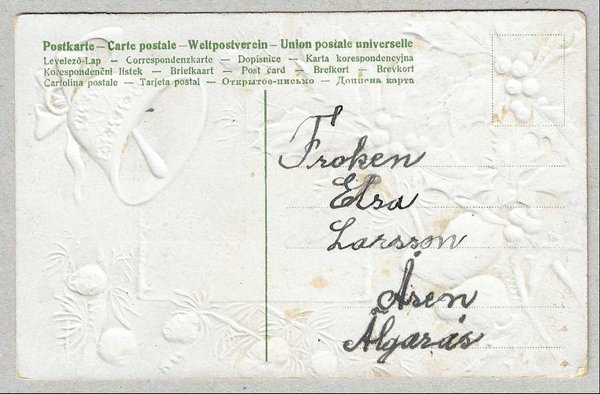 Postkarte — Carte postale — Weltpostverein — Union postale universelle
Levelező-Lap — Correspondenzkarte — Dopisnice — Karta korespondencyjna
Korespondenční lístek — Briefkaart — Post card — Brefkort — Brevkort
Cartolina postale — Tarjeta postal — Открытое-письмо — Дописна карта
Froken
Elsa
Larsson
Åsen
Älgarås